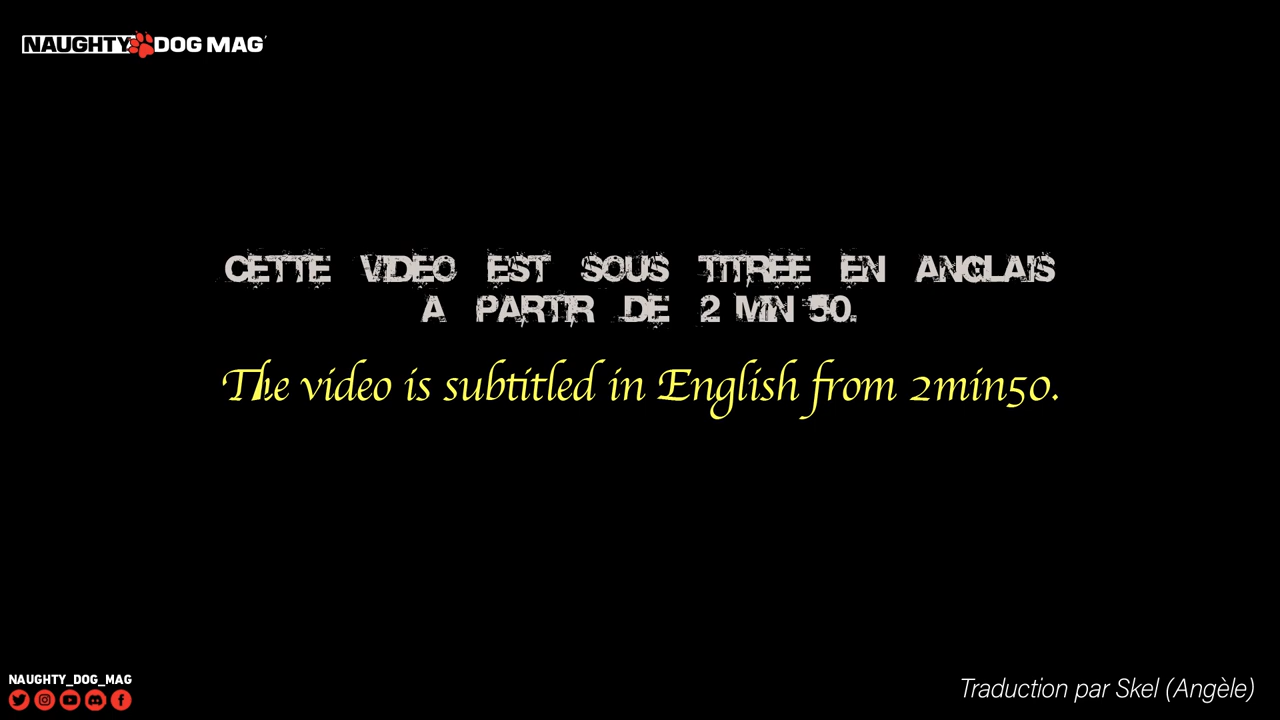 NAUGHTY DOG MAG
CETTE VIDEO EST SOUS TITREE EN ANGLAIS
A PARTIR DE 2 MIN 50.
The video is subtitled in English from 2min50.
NAUGHTY_DOG_MAG
Traduction par Skel (Angèle)